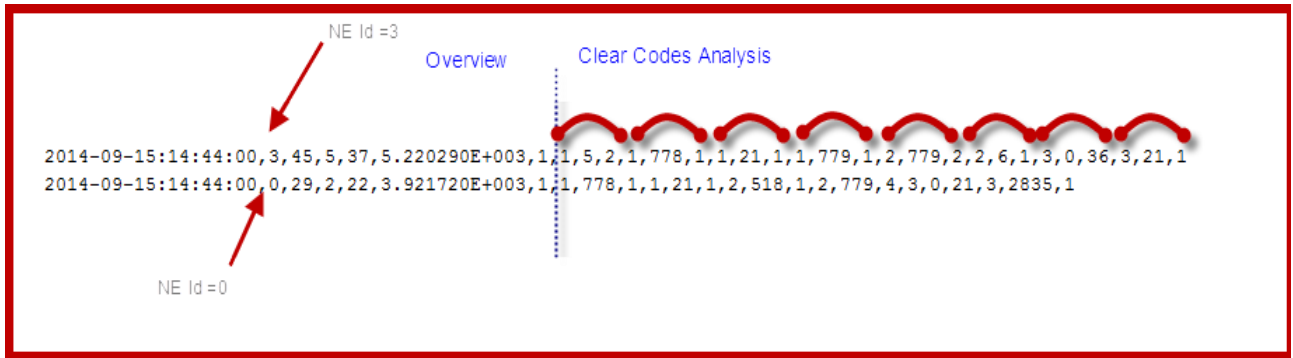 NE Id =3
Overview
Clear Codes Analysis
2014-09-15:14:44:00,3,45,5,37,5.220290E+003,1,1,5,2,1,778,1,1,21,1,1,779,1,2,779,2,2,6,1,3,0,36,3,21,1
2014-09-15:14:44:00,0,29,2,22,3.921720E+003,1,1,778,1,1,21,1,2,518,1,2,779,4,3,0,21,3,2835,1
NE Id =0